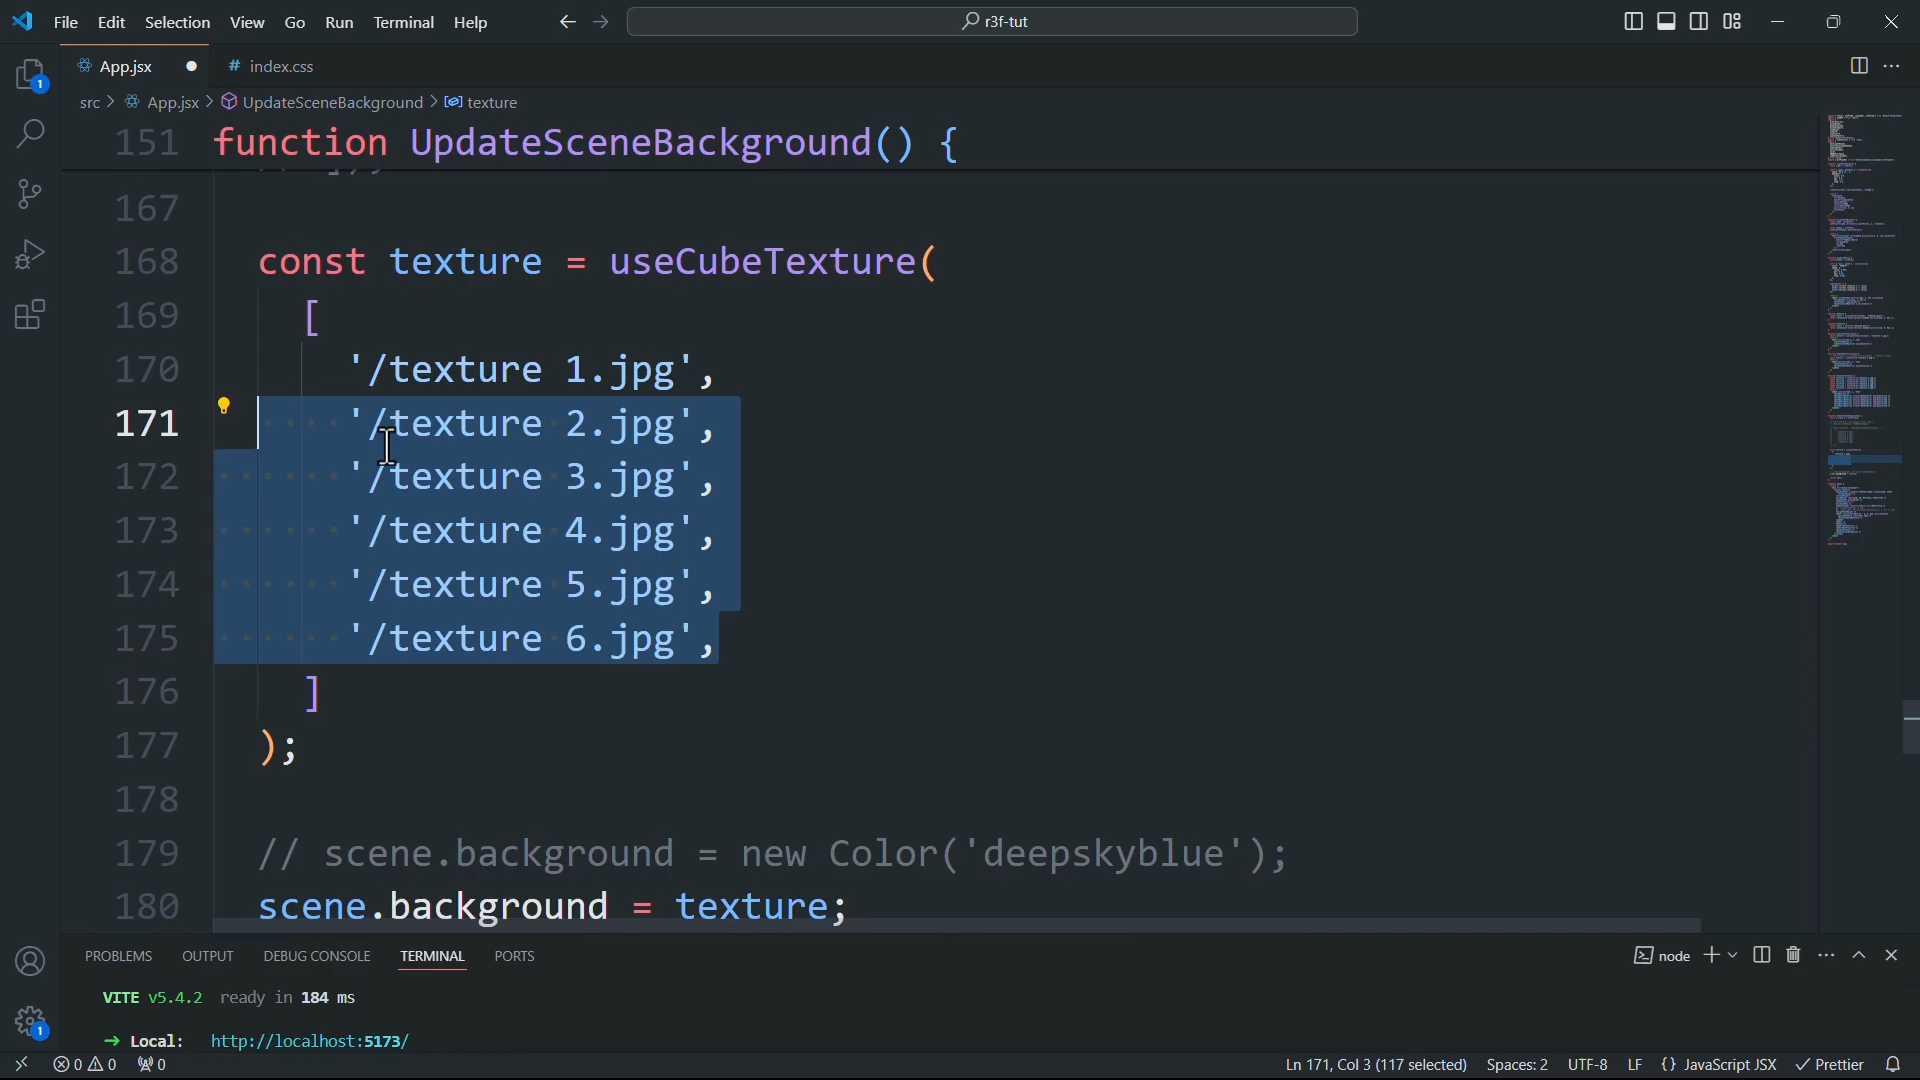 File Edit Selection View Go Run Terminal Help r3f-tut
App.jsx # index.css
src > App.jsx > UpdateSceneBackground > texture
151 function UpdateSceneBackground() {
167
168 const texture = useCubeTexture(
169 [
170 '/texture 1.jpg',
171 '/texture 2.jpg',
172 '/texture 3.jpg',
173 '/texture 4.jpg',
174 '/texture 5.jpg',
175 '/texture 6.jpg',
176 ]
177 );
178
179 // scene.background = new Color('deepskyblue');
180 scene.background = texture;
PROBLEMS OUTPUT DEBUG CONSOLE TERMINAL PORTS node
VITE v5.4.2 ready in 184 ms
➜ Local: http://localhost:5173/
0 0 0 Ln 171, Col 3 (117 selected) Spaces: 2 UTF-8 LF {} JavaScript JSX ✓ Prettier
1
1